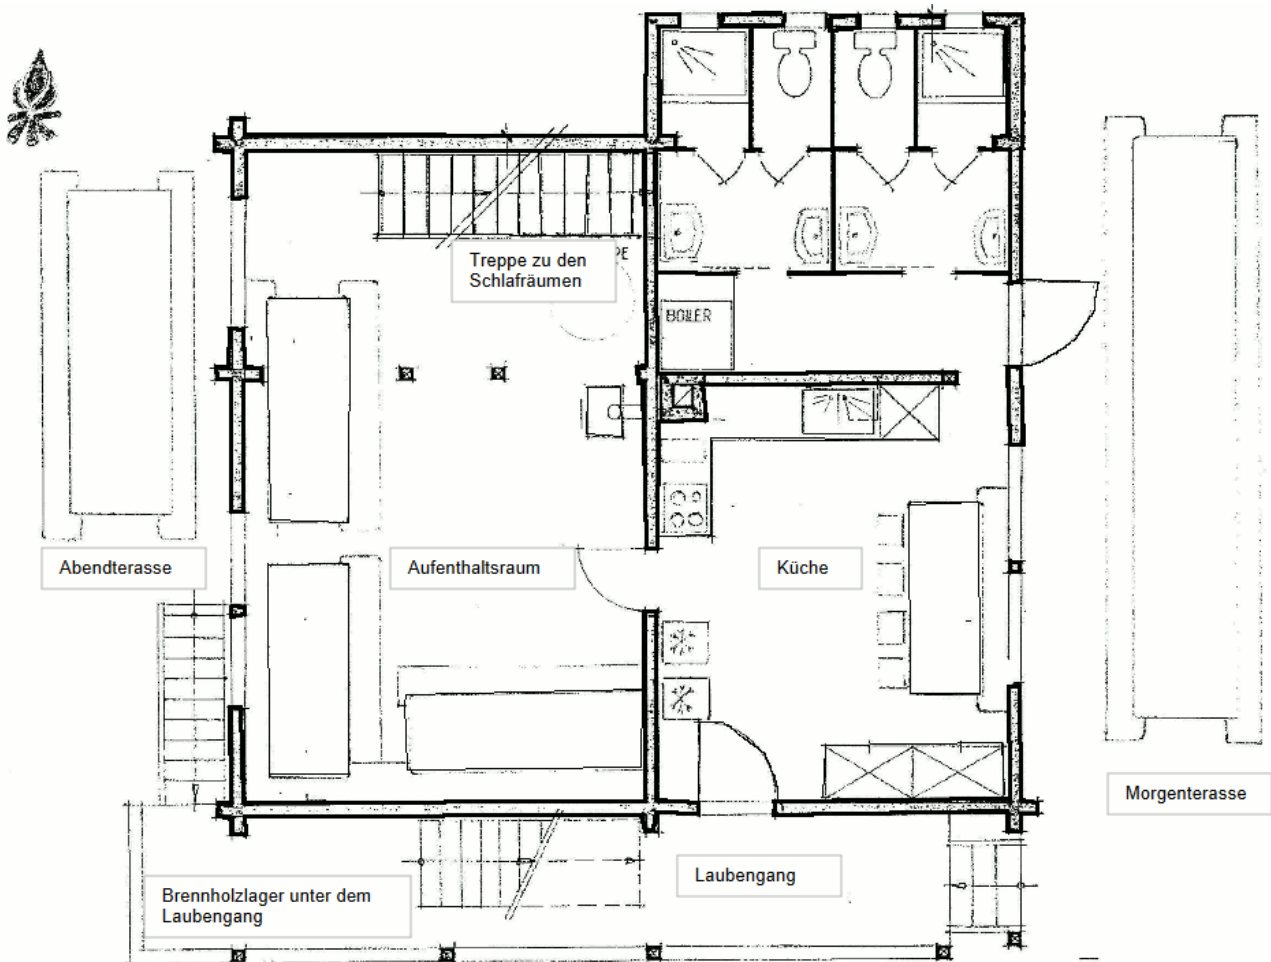 Treppe zu den
Schlafräumen
BOILER
Abendterasse
Aufenthaltsraum
Küche
Morgenterasse
Brennholzlager unter dem
Laubengang
Laubengang